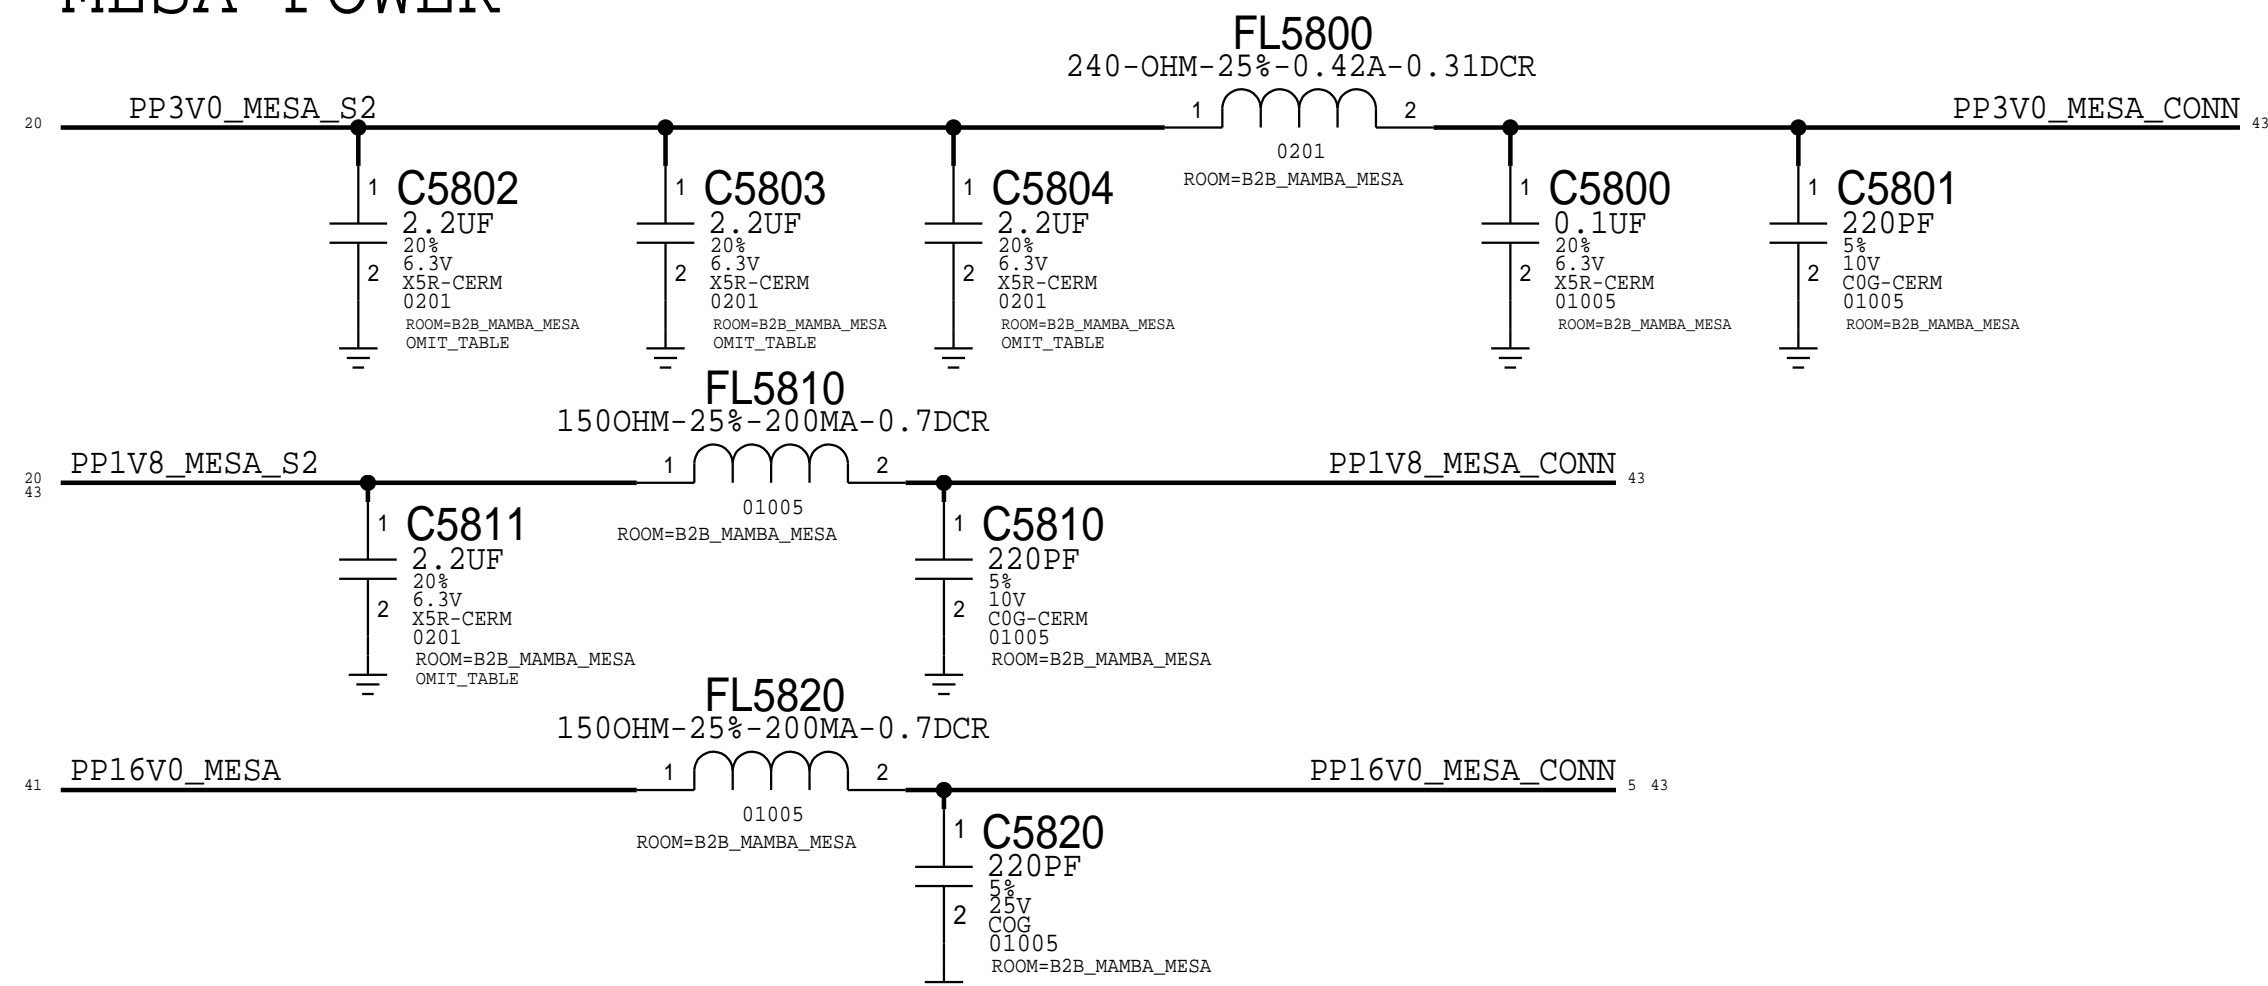 MESA POWER
FL5800
240-OHM-25%-0.42A-0.31DCR
20 PP3V0_MESA_S2 1 2 PP3V0_MESA_CONN 43
0201
ROOM=B2B_MAMBA_MESA
1 C5802
2.2UF
20%
6.3V
2 X5R-CERM
0201
ROOM=B2B_MAMBA_MESA
OMIT_TABLE
1 C5803
2.2UF
20%
6.3V
2 X5R-CERM
0201
ROOM=B2B_MAMBA_MESA
OMIT_TABLE
1 C5804
2.2UF
20%
6.3V
2 X5R-CERM
0201
ROOM=B2B_MAMBA_MESA
OMIT_TABLE
1 C5800
0.1UF
20%
6.3V
2 X5R-CERM
01005
ROOM=B2B_MAMBA_MESA
1 C5801
220PF
5%
10V
2 C0G-CERM
01005
ROOM=B2B_MAMBA_MESA
FL5810
150OHM-25%-200MA-0.7DCR
20 PP1V8_MESA_S2 1 2 PP1V8_MESA_CONN 43
43
01005
ROOM=B2B_MAMBA_MESA
1 C5811
2.2UF
20%
6.3V
2 X5R-CERM
0201
ROOM=B2B_MAMBA_MESA
OMIT_TABLE
1 C5810
220PF
5%
10V
2 C0G-CERM
01005
ROOM=B2B_MAMBA_MESA
FL5820
150OHM-25%-200MA-0.7DCR
41 PP16V0_MESA 1 2 PP16V0_MESA_CONN 5 43
01005
ROOM=B2B_MAMBA_MESA
1 C5820
220PF
5%
25V
2 COG
01005
ROOM=B2B_MAMBA_MESA